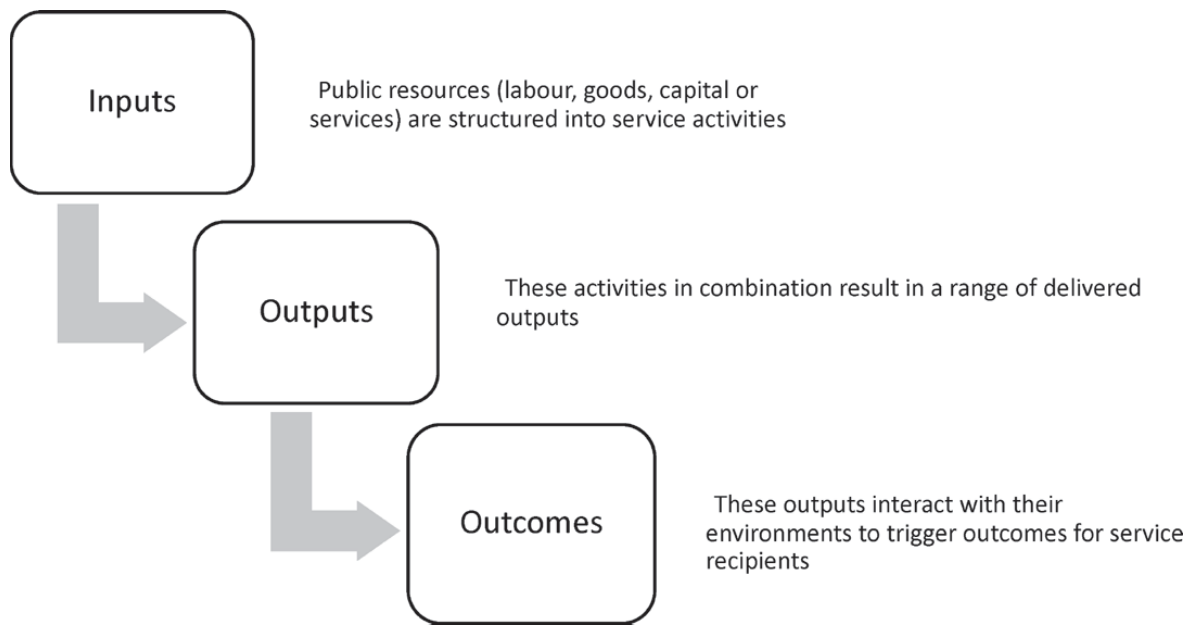 Inputs
Public resources (labour, goods, capital or
services) are structured into service activities
Outputs
These activities in combination result in a range of delivered
outputs
Outcomes
These outputs interact with their
environments to trigger outcomes for service
recipients